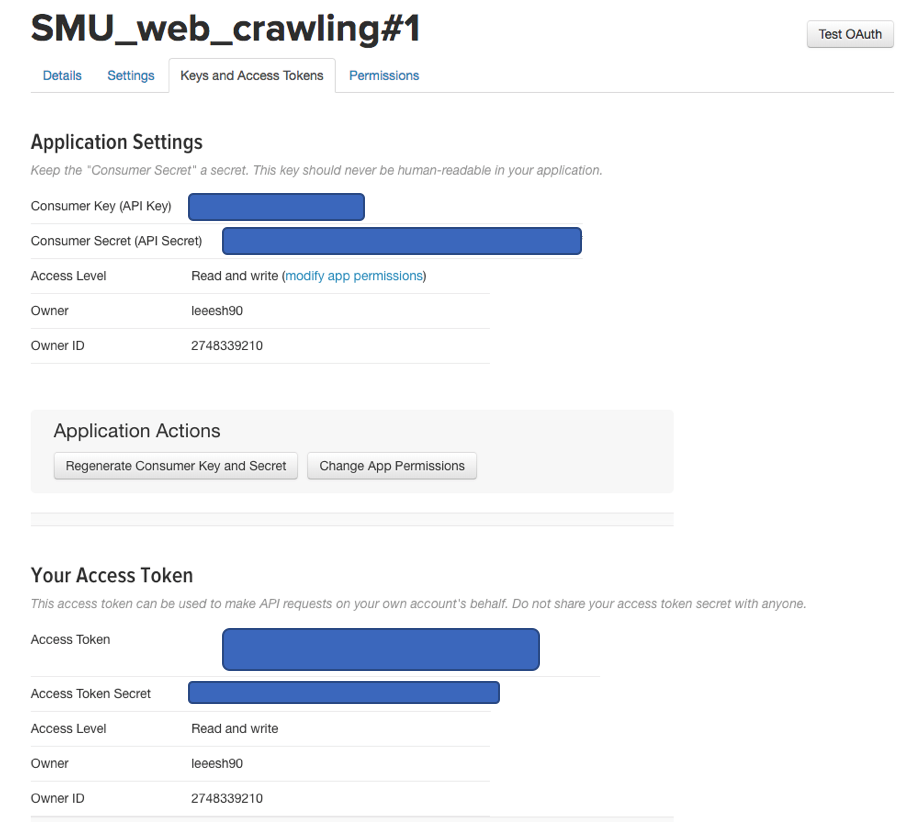 SMU_web_crawling#1
Test OAuth
Details Settings Keys and Access Tokens Permissions
Application Settings
Keep the "Consumer Secret" a secret. This key should never be human-readable in your application.
Consumer Key (API Key)
Consumer Secret (API Secret)
Access Level Read and write (modify app permissions)
Owner leeesh90
Owner ID 2748339210
Application Actions
Regenerate Consumer Key and Secret Change App Permissions
Your Access Token
This access token can be used to make API requests on your own account's behalf. Do not share your access token secret with anyone.
Access Token
Access Token Secret
Access Level Read and write
Owner leeesh90
Owner ID 2748339210